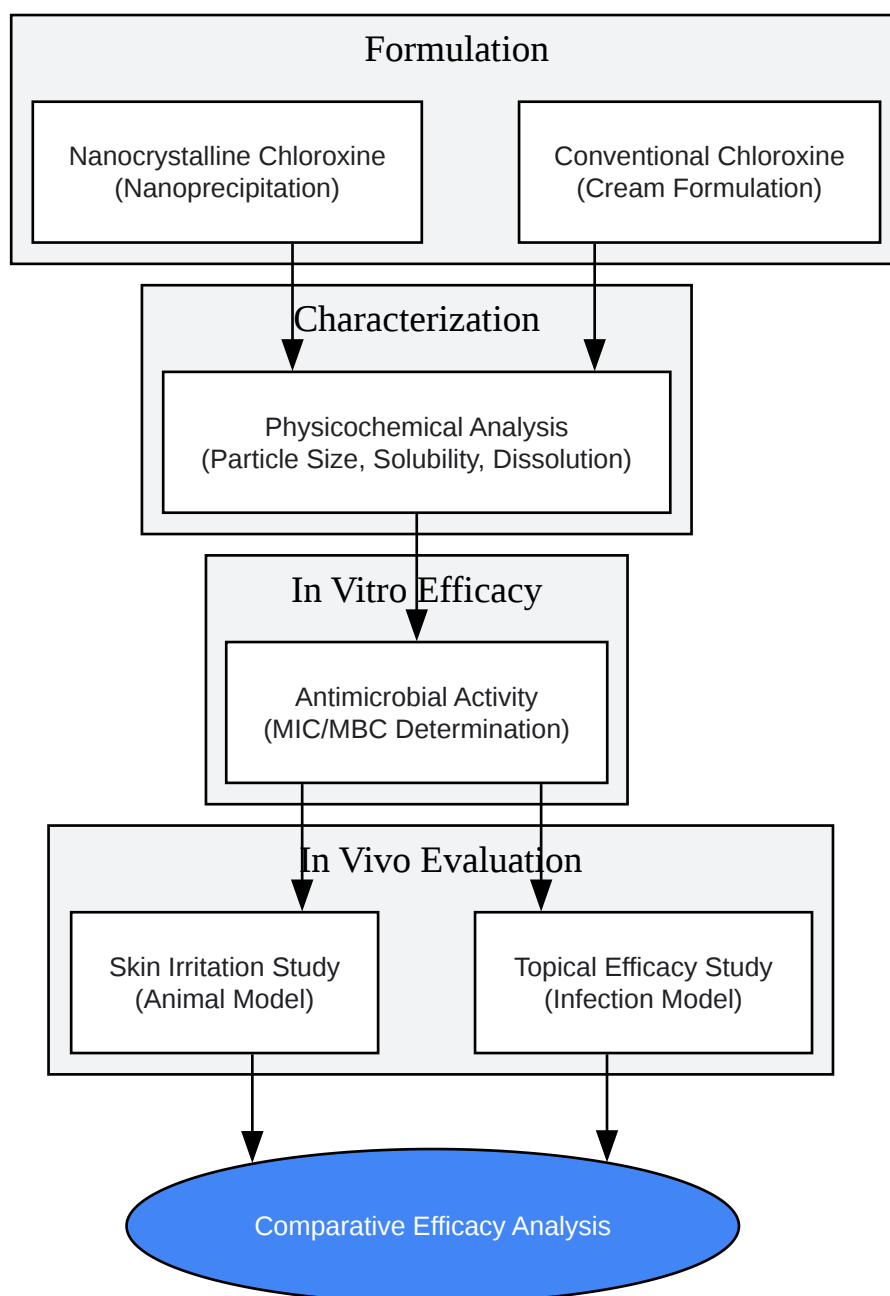 Formulation
Nanocrystalline Chloroxine
(Nanoprecipitation)
Conventional Chloroxine
(Cream Formulation)
Characterization
Physicochemical Analysis
(Particle Size, Solubility, Dissolution)
In Vitro Efficacy
Antimicrobial Activity
(MIC/MBC Determination)
In Vivo Evaluation
Skin Irritation Study
(Animal Model)
Topical Efficacy Study
(Infection Model)
Comparative Efficacy Analysis